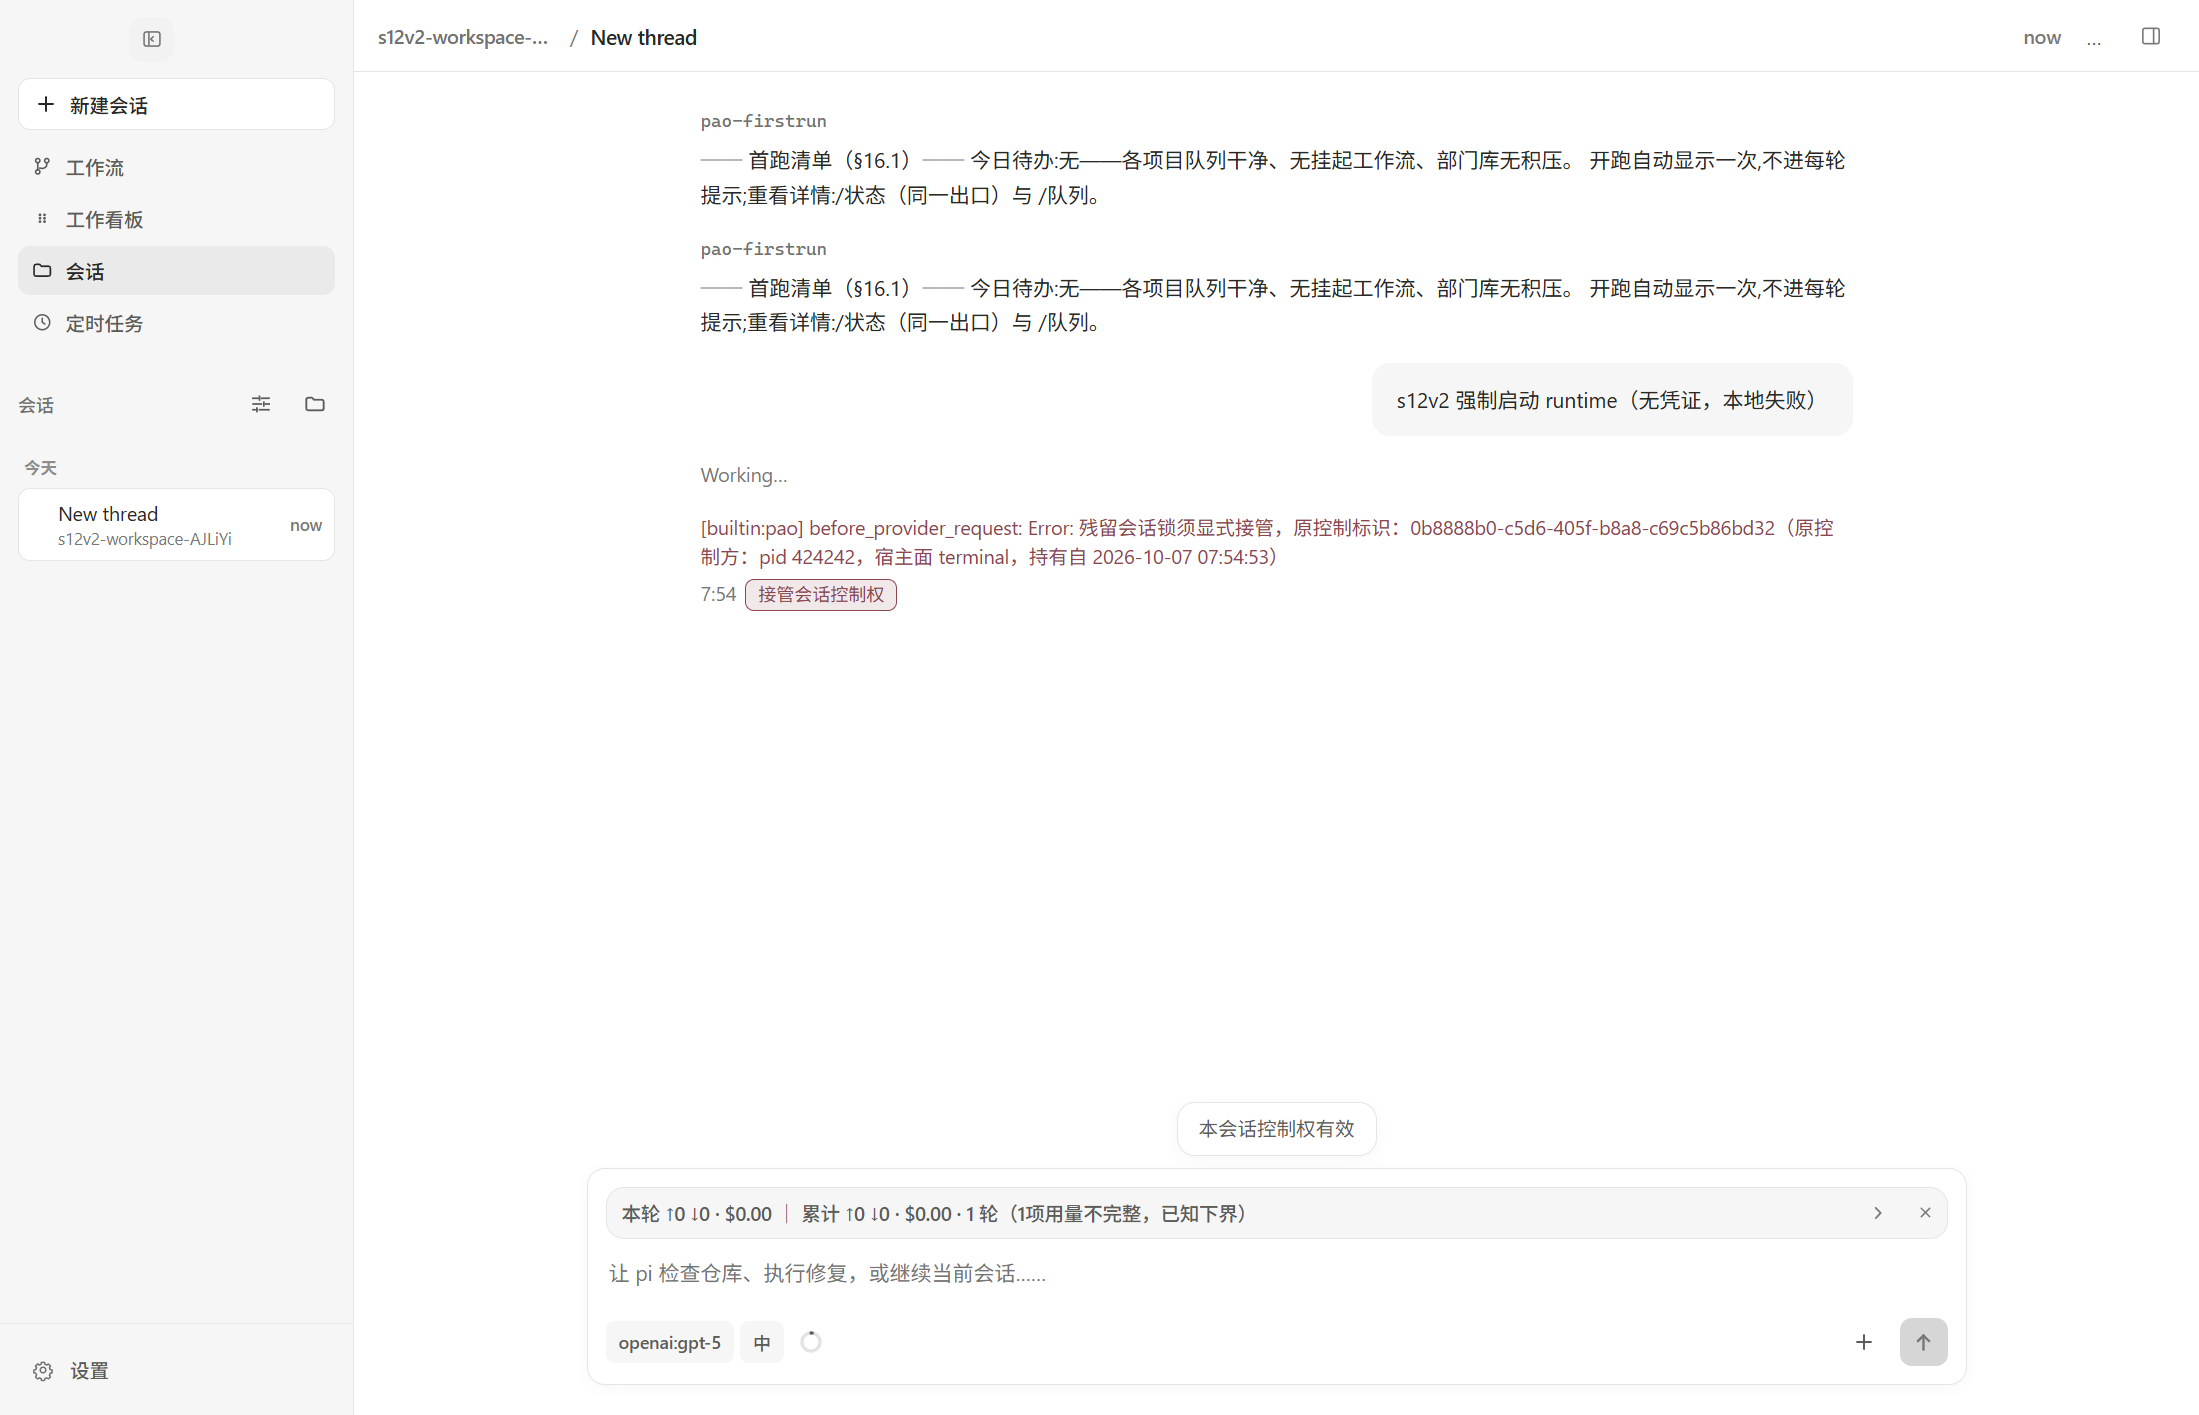 新建会话
工作流
工作看板
会话
定时任务
会话
今天
New thread
s12v2-workspace-AJLiYi
now
设置
s12v2-workspace-... / New thread
now ...
pao-firstrun
—— 首跑清单（§16.1）—— 今日待办:无——各项目队列干净、无挂起工作流、部门库无积压。 开跑自动显示一次,不进每轮
提示;重看详情:/状态（同一出口）与 /队列。
pao-firstrun
—— 首跑清单（§16.1）—— 今日待办:无——各项目队列干净、无挂起工作流、部门库无积压。 开跑自动显示一次,不进每轮
提示;重看详情:/状态（同一出口）与 /队列。
s12v2 强制启动 runtime（无凭证，本地失败）
Working...
[builtin:pao] before_provider_request: Error: 残留会话锁须显式接管，原控制标识：0b8888b0-c5d6-405f-b8a8-c69c5b86bd32（原控
制方：pid 424242，宿主面 terminal，持有自 2026-10-07 07:54:53）
7:54 接管会话控制权
本会话控制权有效
本轮 ↑0 ↓0 · $0.00 ｜ 累计 ↑0 ↓0 · $0.00 · 1 轮（1项用量不完整，已知下界）
让 pi 检查仓库、执行修复，或继续当前会话……
openai:gpt-5 中